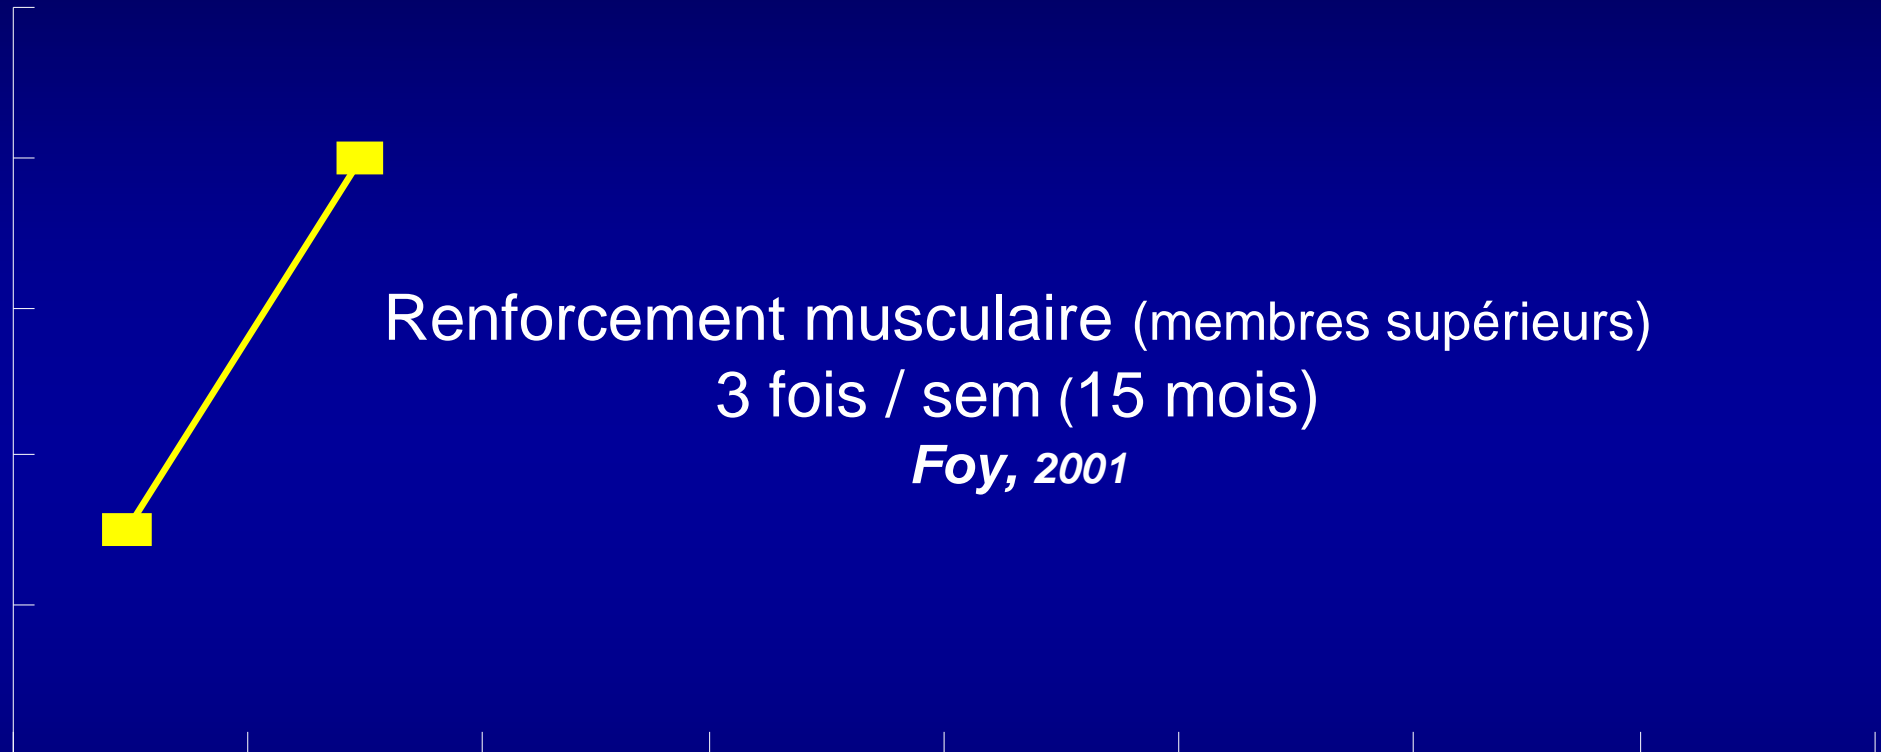 Renforcement musculaire (membres supérieurs)
3 fois / sem (15 mois)
Foy, 2001